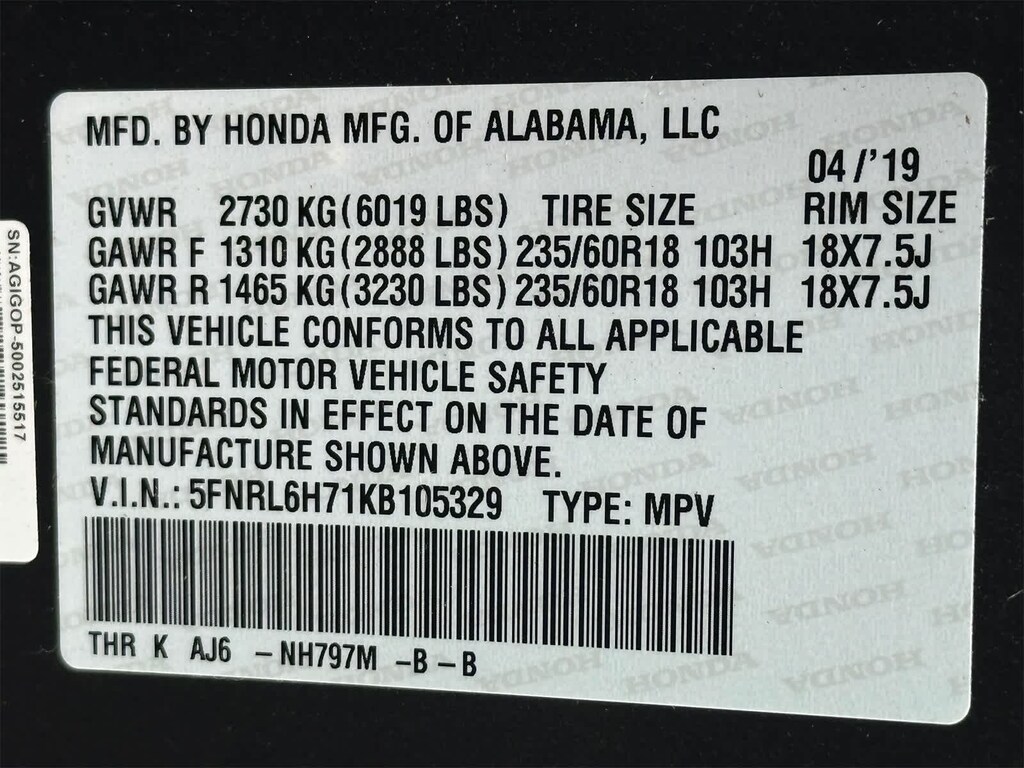 MFD. BY HONDA MFG. OF ALABAMA, LLC
04/'19
GVWR 2730 KG(6019 LBS) TIRE SIZE RIM SIZE
GAWR F 1310 KG(2888 LBS) 235/60R18 103H 18X7.5J
GAWR R 1465 KG(3230 LBS) 235/60R18 103H 18X7.5J
THIS VEHICLE CONFORMS TO ALL APPLICABLE
FEDERAL MOTOR VEHICLE SAFETY
STANDARDS IN EFFECT ON THE DATE OF
MANUFACTURE SHOWN ABOVE.
V.I.N.: 5FNRL6H71KB105329 TYPE: MPV
THR K AJ6 -NH797M -B-B
SN:AGIGOP-5002515517